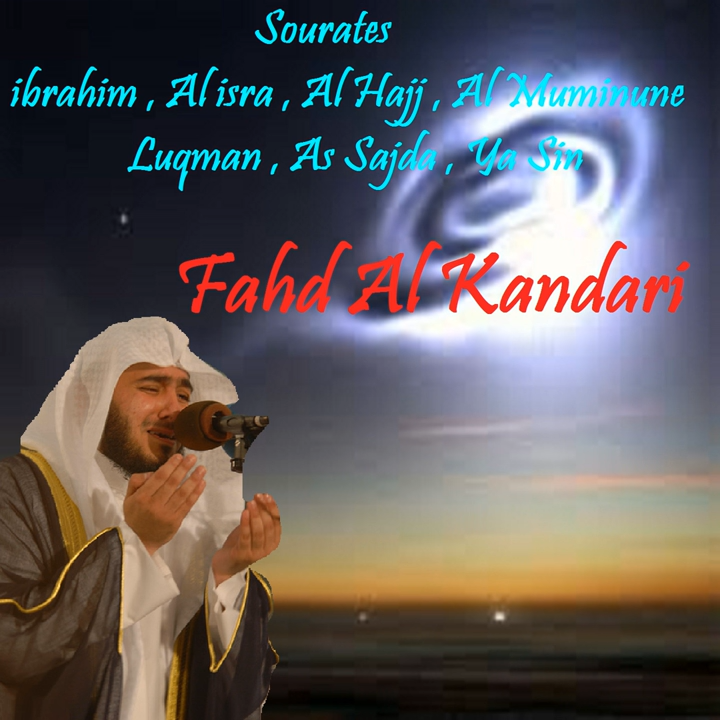 Sourates
ibrahim , Al isra , Al Hajj , Al Muminune
Luqman , As Sajda , Ya Sin
Fahd Al Kandari